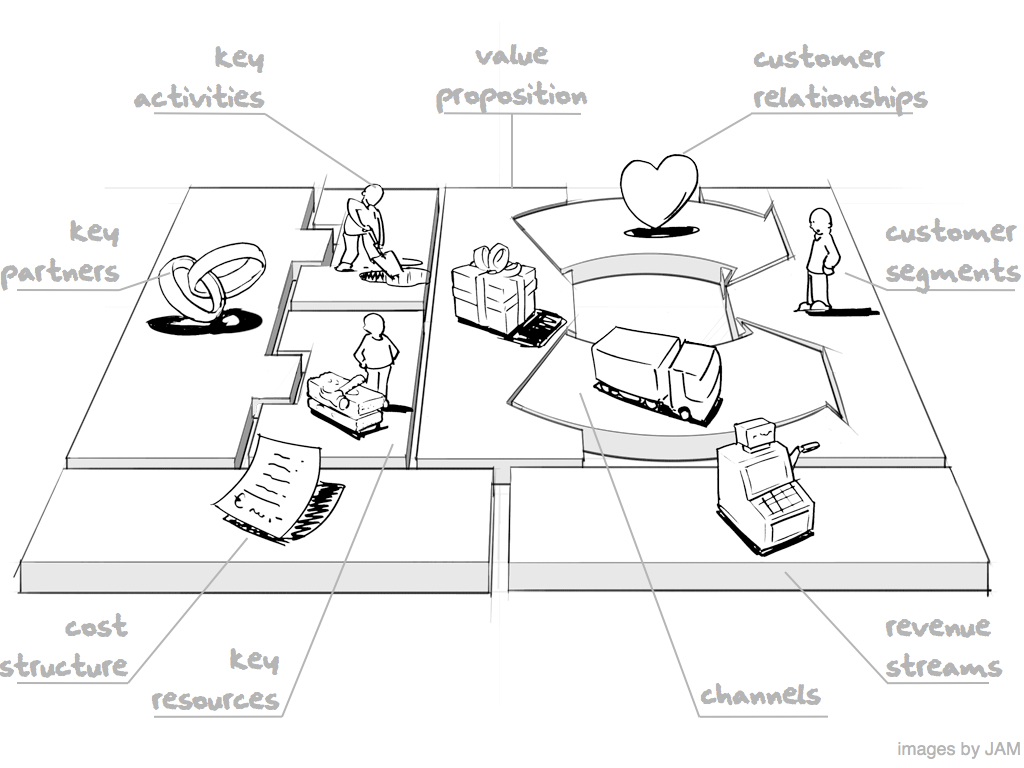 key
activities
value
proposition
customer
relationships
key
partners
customer
segments
cost
structure
key
resources
channels
revenue
streams
images by JAM